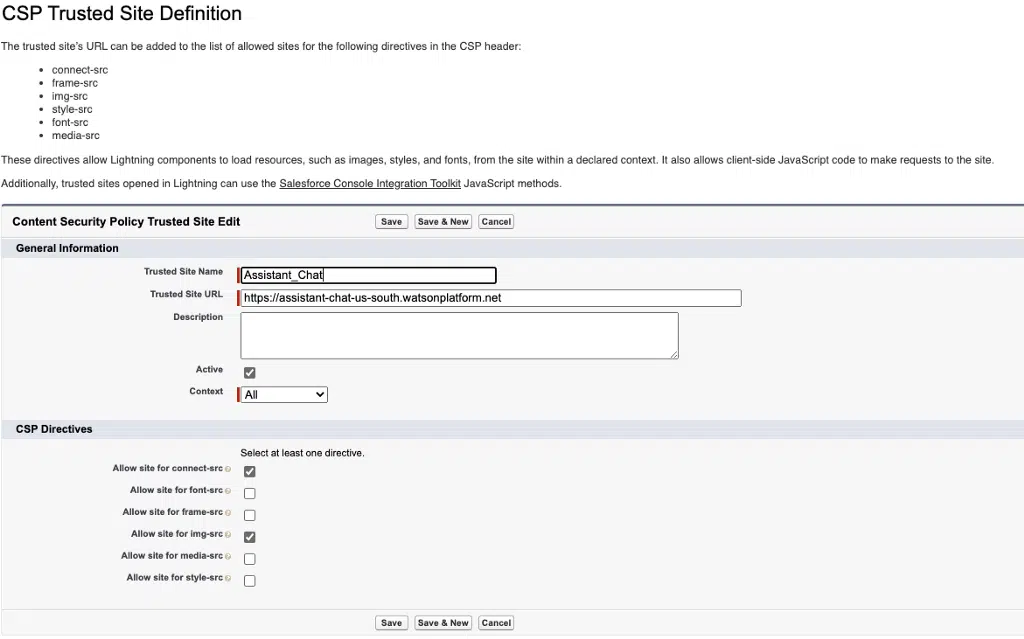 CSP Trusted Site Definition
The trusted site's URL can be added to the list of allowed sites for the following directives in the CSP header:
• connect-src
• frame-src
• img-src
• style-src
• font-src
• media-src
These directives allow Lightning components to load resources, such as images, styles, and fonts, from the site within a declared context. It also allows client-side JavaScript code to make requests to the site.
Additionally, trusted sites opened in Lightning can use the Salesforce Console Integration Toolkit JavaScript methods.
Content Security Policy Trusted Site Edit Save Save & New Cancel
General Information
Trusted Site Name Assistant_Chat
Trusted Site URL https://assistant-chat-us-south.watsonplatform.net
Description
Active
Context All
CSP Directives
Select at least one directive.
Allow site for connect-src
Allow site for font-src
Allow site for frame-src
Allow site for img-src
Allow site for media-src
Allow site for style-src
Save Save & New Cancel